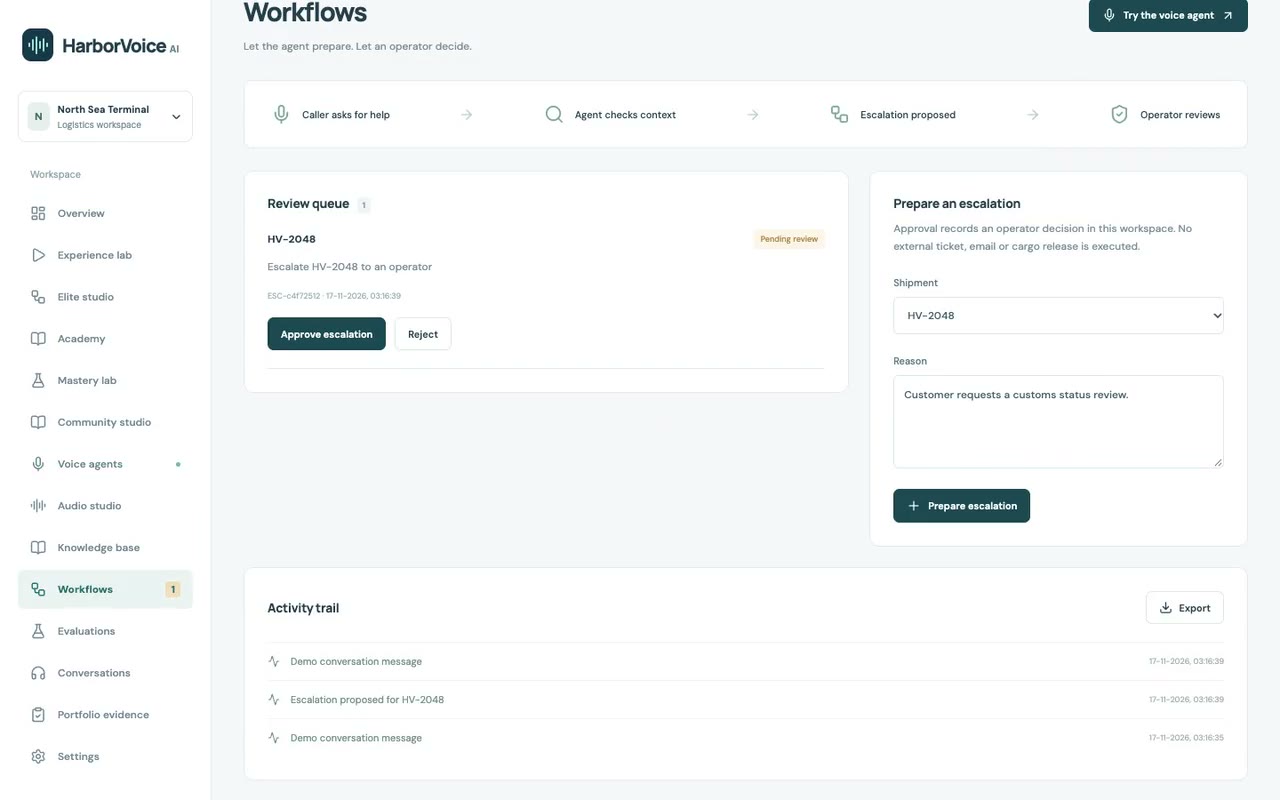 HarborVoice AI
N
North Sea Terminal
Logistics workspace
Workspace
Overview
Experience lab
Elite studio
Academy
Mastery lab
Community studio
Voice agents
Audio studio
Knowledge base
Workflows 1
Evaluations
Conversations
Portfolio evidence
Settings
Workflows
Let the agent prepare. Let an operator decide.
Try the voice agent
Caller asks for help
Agent checks context
Escalation proposed
Operator reviews
Review queue 1
HV-2048
Pending review
Escalate HV-2048 to an operator
ESC-c4f72512 · 17-11-2026, 03:16:39
Approve escalation
Reject
Prepare an escalation
Approval records an operator decision in this workspace. No
external ticket, email or cargo release is executed.
Shipment
HV-2048
Reason
Customer requests a customs status review.
Prepare escalation
Activity trail
Export
Demo conversation message 17-11-2026, 03:16:39
Escalation proposed for HV-2048 17-11-2026, 03:16:39
Demo conversation message 17-11-2026, 03:16:35